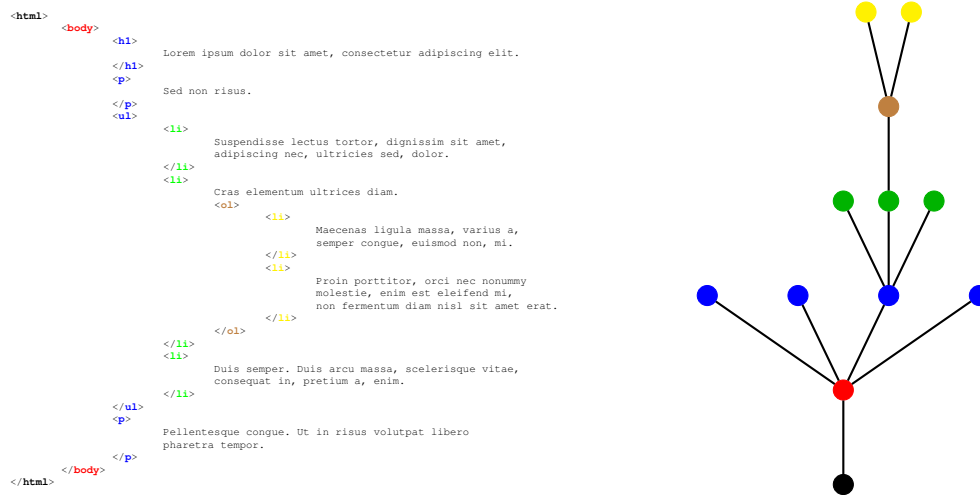 <html>
<body>
<h1>
Lorem ipsum dolor sit amet, consectetur adipiscing elit.
</h1>
<p>
Sed non risus.
</p>
<ul>
<li>
Suspendisse lectus tortor, dignissim sit amet,
adipiscing nec, ultricies sed, dolor.
</li>
<li>
Cras elementum ultrices diam.
<ol>
<li>
Maecenas ligula massa, varius a,
semper congue, euismod non, mi.
</li>
<li>
Proin porttitor, orci nec nonummy
molestie, enim est eleifend mi,
non fermentum diam nisl sit amet erat.
</li>
</ol>
</li>
<li>
Duis semper. Duis arcu massa, scelerisque vitae,
consequat in, pretium a, enim.
</li>
</ul>
<p>
Pellentesque congue. Ut in risus volutpat libero
pharetra tempor.
</p>
</body>
</html>